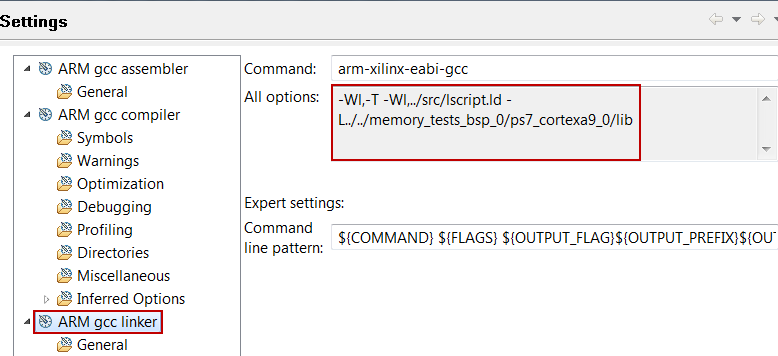 Settings
ARM gcc assembler
General
ARM gcc compiler
Symbols
Warnings
Optimization
Debugging
Profiling
Directories
Miscellaneous
Inferred Options
ARM gcc linker
General
Command: arm-xilinx-eabi-gcc
All options: -Wl,-T -Wl,../src/lscript.ld -
L../../memory_tests_bsp_0/ps7_cortexa9_0/lib
Expert settings:
Command
line pattern: ${COMMAND} ${FLAGS} ${OUTPUT_FLAG}${OUTPUT_PREFIX}${OUT